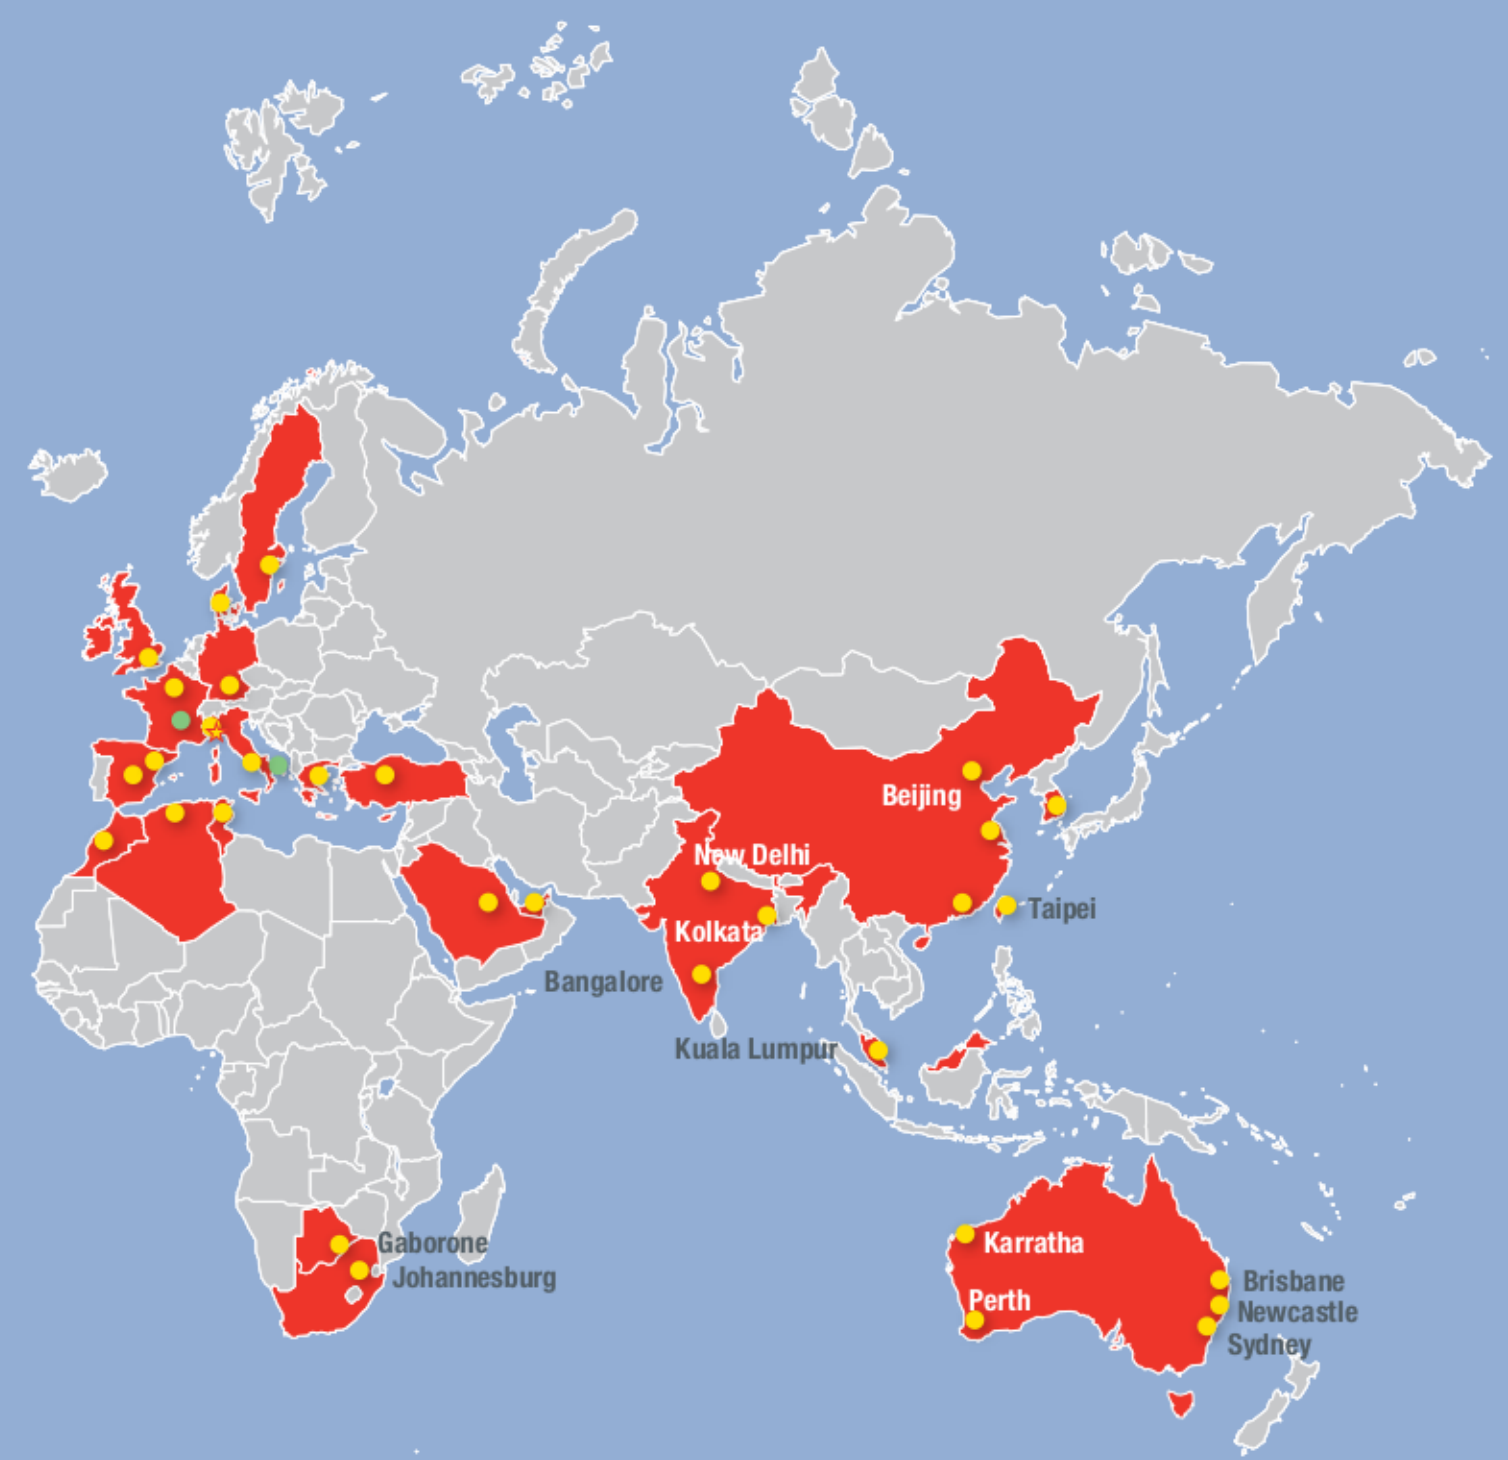 Beijing
New Delhi
Taipei
Kolkata
Bangalore
Kuala Lumpur
Gaborone
Karratha
Johannesburg
Brisbane
Perth
Newcastle
Sydney